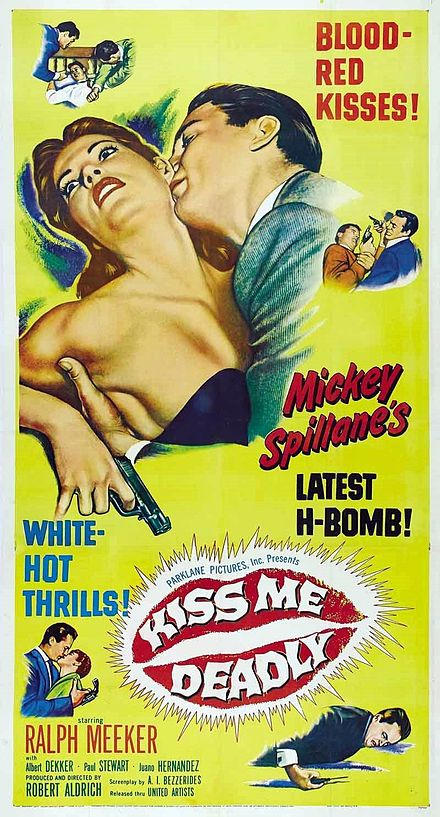 BLOOD-
RED
KISSES!
Mickey
Spillane's
LATEST
H-BOMB!
WHITE-
HOT
THRILLS!
PARKLANE PICTURES, Inc. Presents
KISS ME
DEADLY
starring
RALPH MEEKER
with Albert DEKKER · Paul STEWART · Juano HERNANDEZ
PRODUCED AND DIRECTED BY
ROBERT ALDRICH
Screenplay by A. I. BEZZERIDES
Released thru UNITED ARTISTS